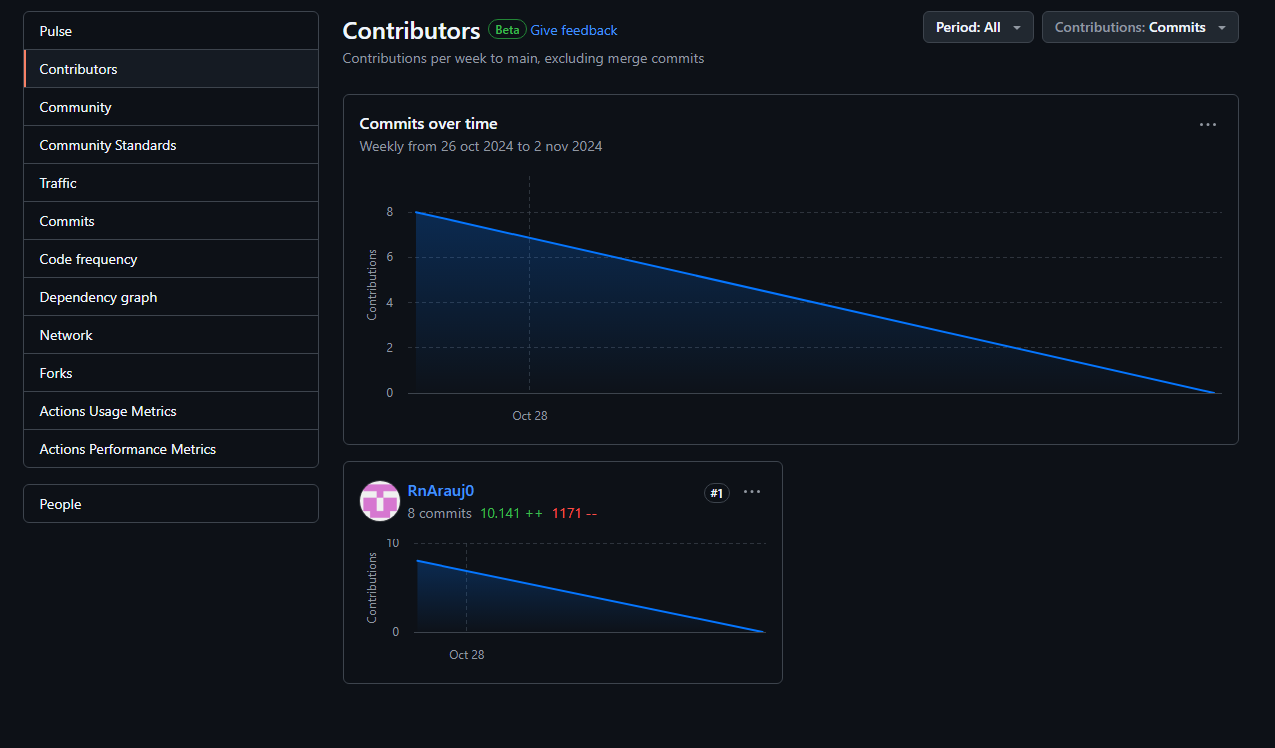 Pulse
Contributors
Community
Community Standards
Traffic
Commits
Code frequency
Dependency graph
Network
Forks
Actions Usage Metrics
Actions Performance Metrics
People
Contributors Beta Give feedback
Contributions per week to main, excluding merge commits
Period: All
Contributions: Commits
Commits over time
Weekly from 26 oct 2024 to 2 nov 2024
Contributions
8
6
4
2
0
Oct 28
RnArauj0
#1
8 commits 10.141 ++ 1171 --
Contributions
10
0
Oct 28